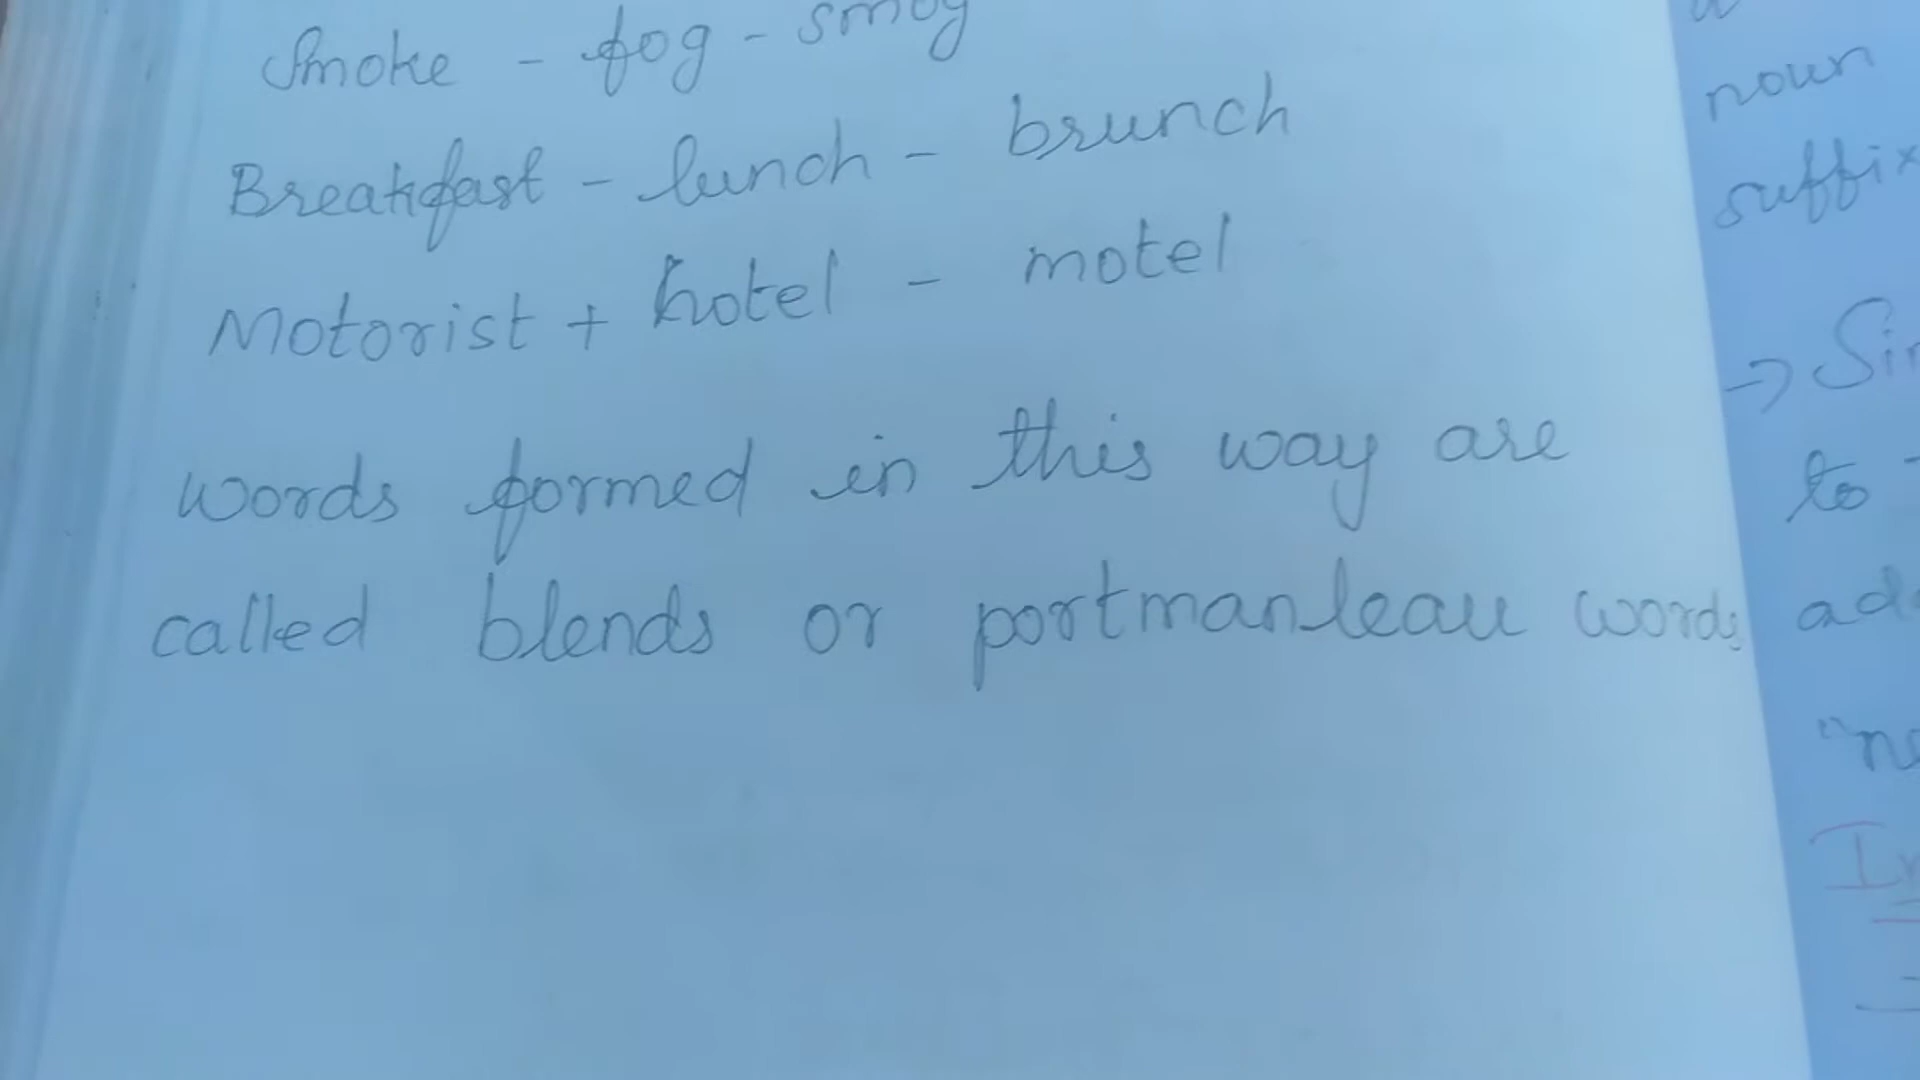 Smoke - fog - smog
Breakfast - lunch - brunch
Motorist + hotel - motel
words formed in this way are
called blends or portmanleau words
noun
suffix
→
to